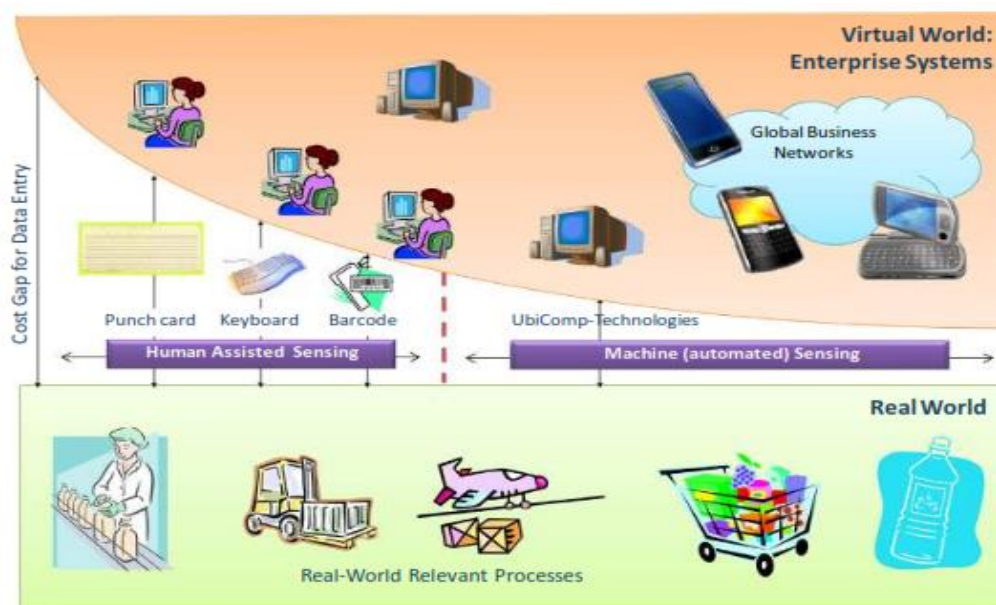 Virtual World:
Enterprise Systems
Global Business
Networks
Cost Gap for Data Entry
Punch card
Keyboard
Barcode
UbiComp-Technologies
Human Assisted Sensing
Machine (automated) Sensing
Real World
Real-World Relevant Processes